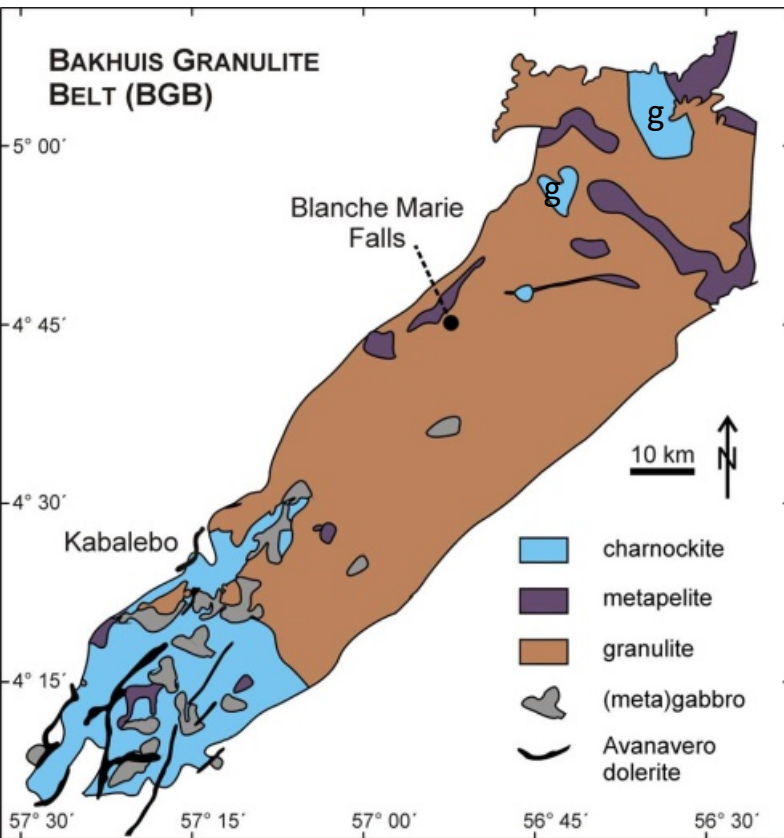 BAKHUIS GRANULITE
BELT (BGB)
g
5° 00´
g
Blanche Marie
Falls
4° 45´
10 km
N
4° 30´
Kabalebo
charnockite
metapelite
granulite
4° 15´
(meta)gabbro
Avanavero
dolerite
57° 30´ 57° 15´ 57° 00´ 56° 45´ 56° 30´